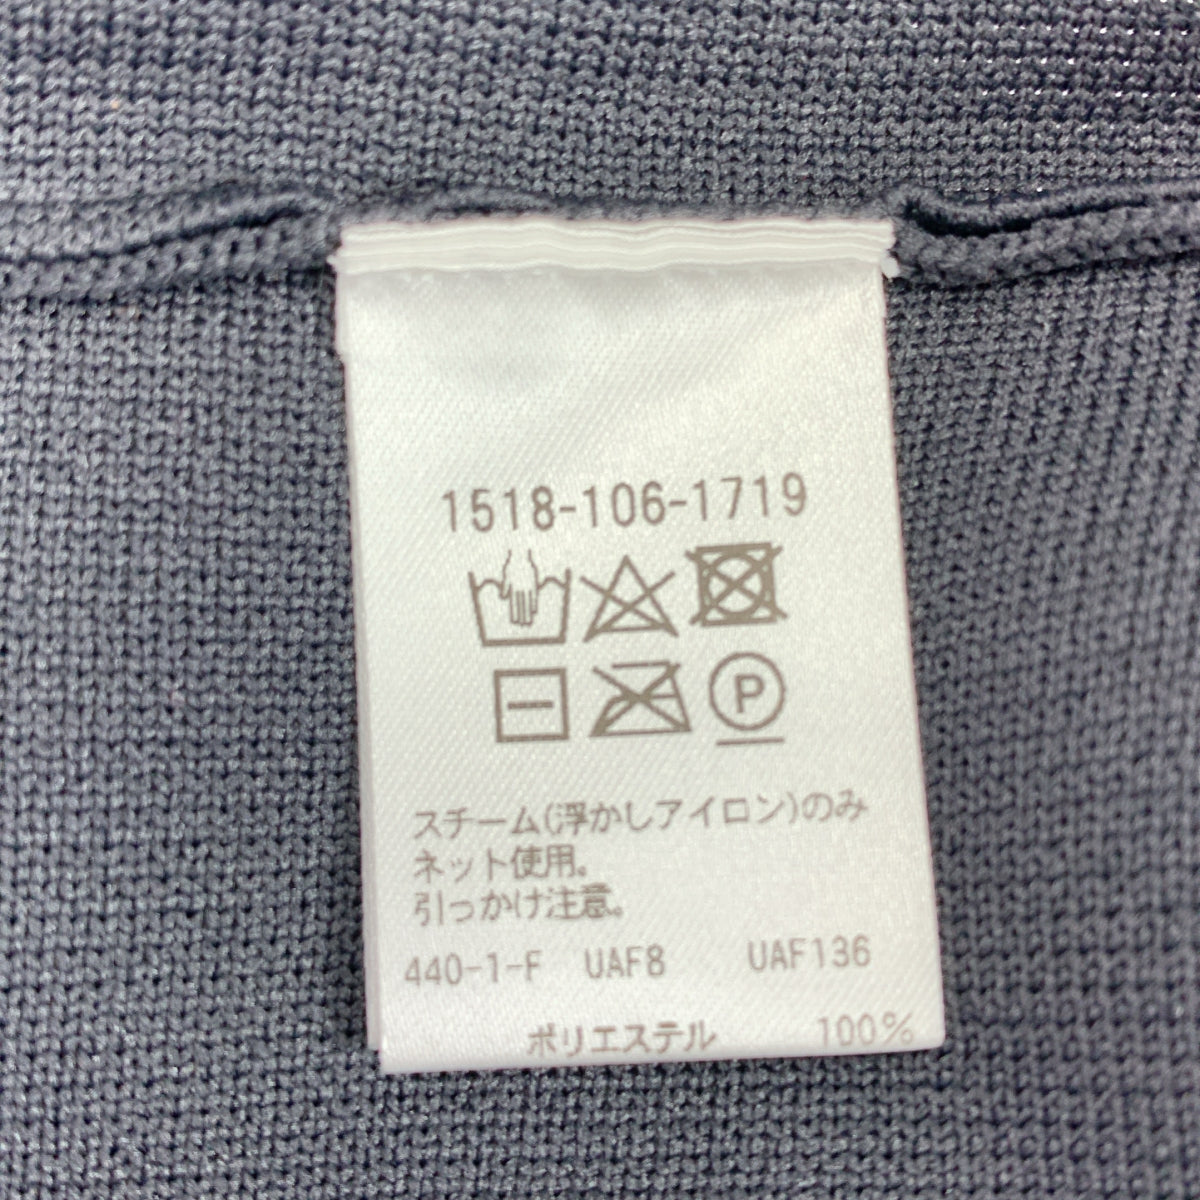 1518-106-1719
P
スチーム(浮かしアイロン)のみ
ネット使用。
引っかけ注意。
440-1-F UAF8 UAF136
ポリエステル 100%